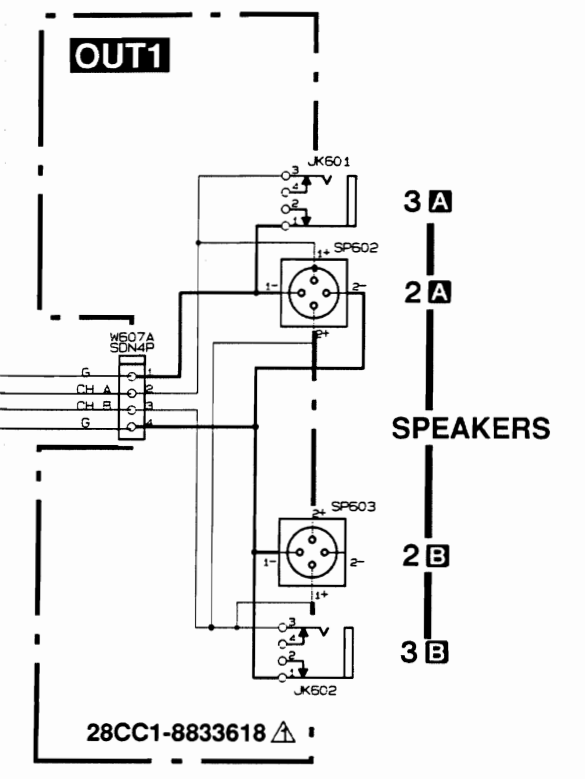 OUT1
JK601
3
4
2
1
3 A
1+
SP602
1-
2-
2 A
2+
W607A
SDN4P
G
1
CH A
2
CH B
3
G
4
SPEAKERS
2+
SP603
1-
2-
2 B
1+
3
4
2
1
3 B
JK602
28CC1-8833618 1